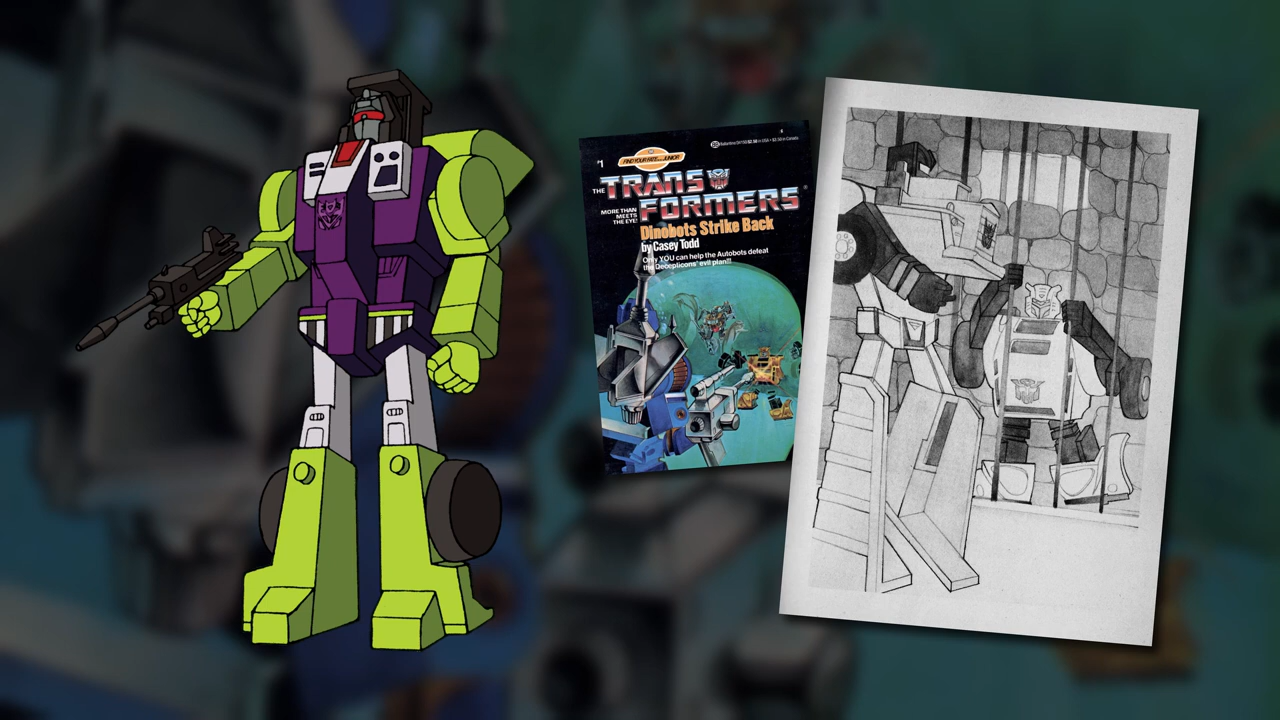 #1
FIND YOUR FATE JUNIOR
Ballantine
THE TRANS
MORE THAN
MEETS
THE EYE!
FORMERS®
Dinobots Strike Back
by Casey Todd
Only YOU can help the Autobots defeat
the Decepticons' evil plan!!!